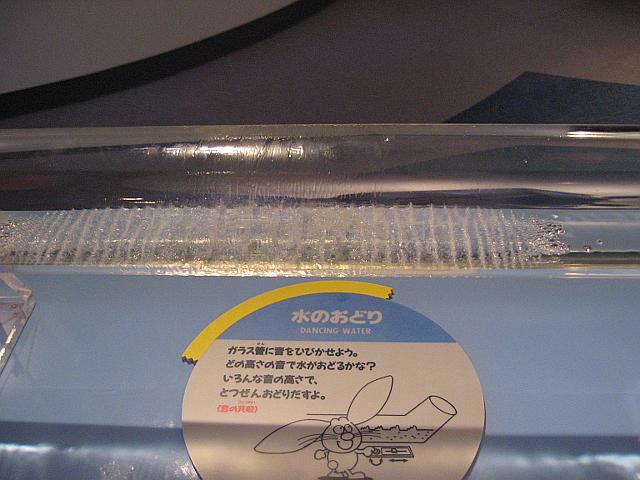 水のおどり
DANCING WATER
ガラス管に音をひびかせよう。
どの高さの音で水がおどるかな?
いろんな音の高さで、
とつぜんおどりだすよ。
(音の共鳴)